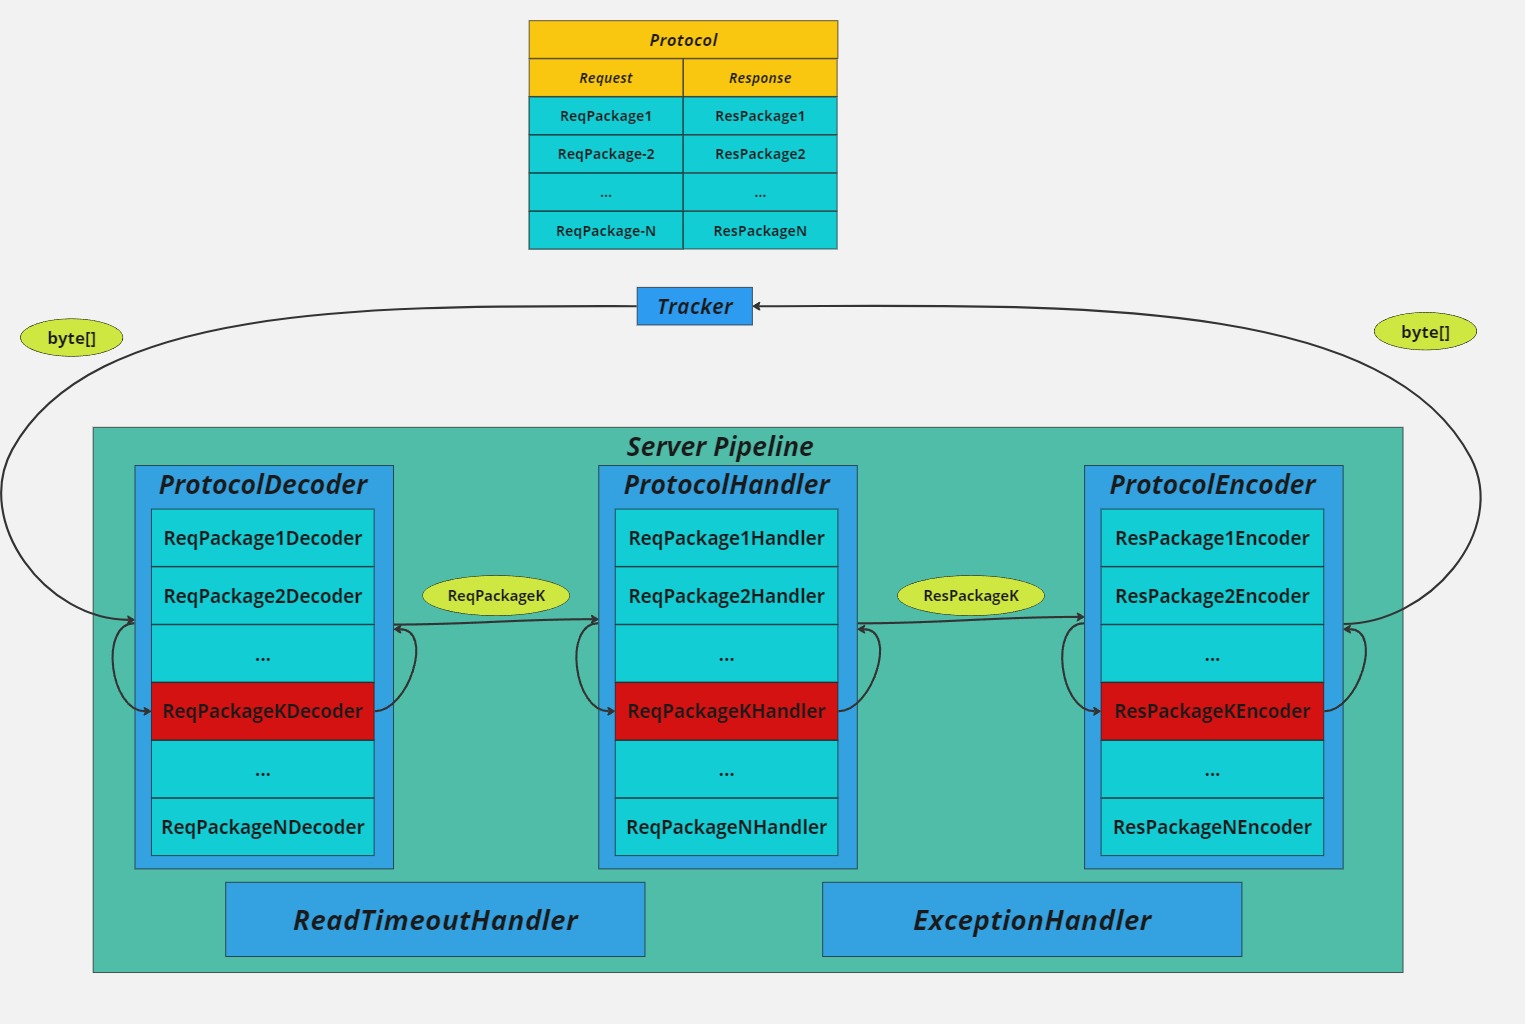 Protocol
Request Response
ReqPackage1 ResPackage1
ReqPackage-2 ResPackage2
... ...
ReqPackage-N ResPackageN
Tracker
byte[] byte[]
Server Pipeline
ProtocolDecoder ProtocolHandler ProtocolEncoder
ReqPackage1Decoder ReqPackage1Handler ResPackage1Encoder
ReqPackage2Decoder ReqPackageK ReqPackage2Handler ResPackageK ResPackage2Encoder
... ... ...
ReqPackageKDecoder ReqPackageKHandler ResPackageKEncoder
... ... ...
ReqPackageNDecoder ReqPackageNHandler ResPackageNEncoder
ReadTimeoutHandler ExceptionHandler